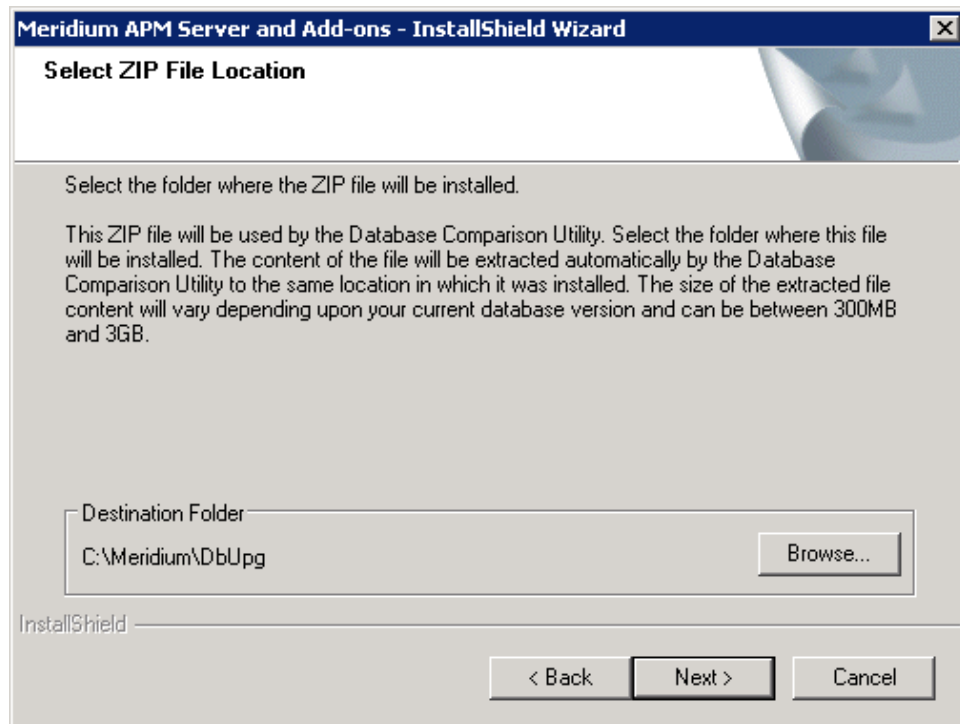 Meridium APM Server and Add-ons - InstallShield Wizard
Select ZIP File Location
Select the folder where the ZIP file will be installed.
This ZIP file will be used by the Database Comparison Utility. Select the folder where this file
will be installed. The content of the file will be extracted automatically by the Database
Comparison Utility to the same location in which it was installed. The size of the extracted file
content will vary depending upon your current database version and can be between 300MB
and 3GB.
Destination Folder
C:\Meridium\DbUpg
Browse...
InstallShield
< Back
Next >
Cancel